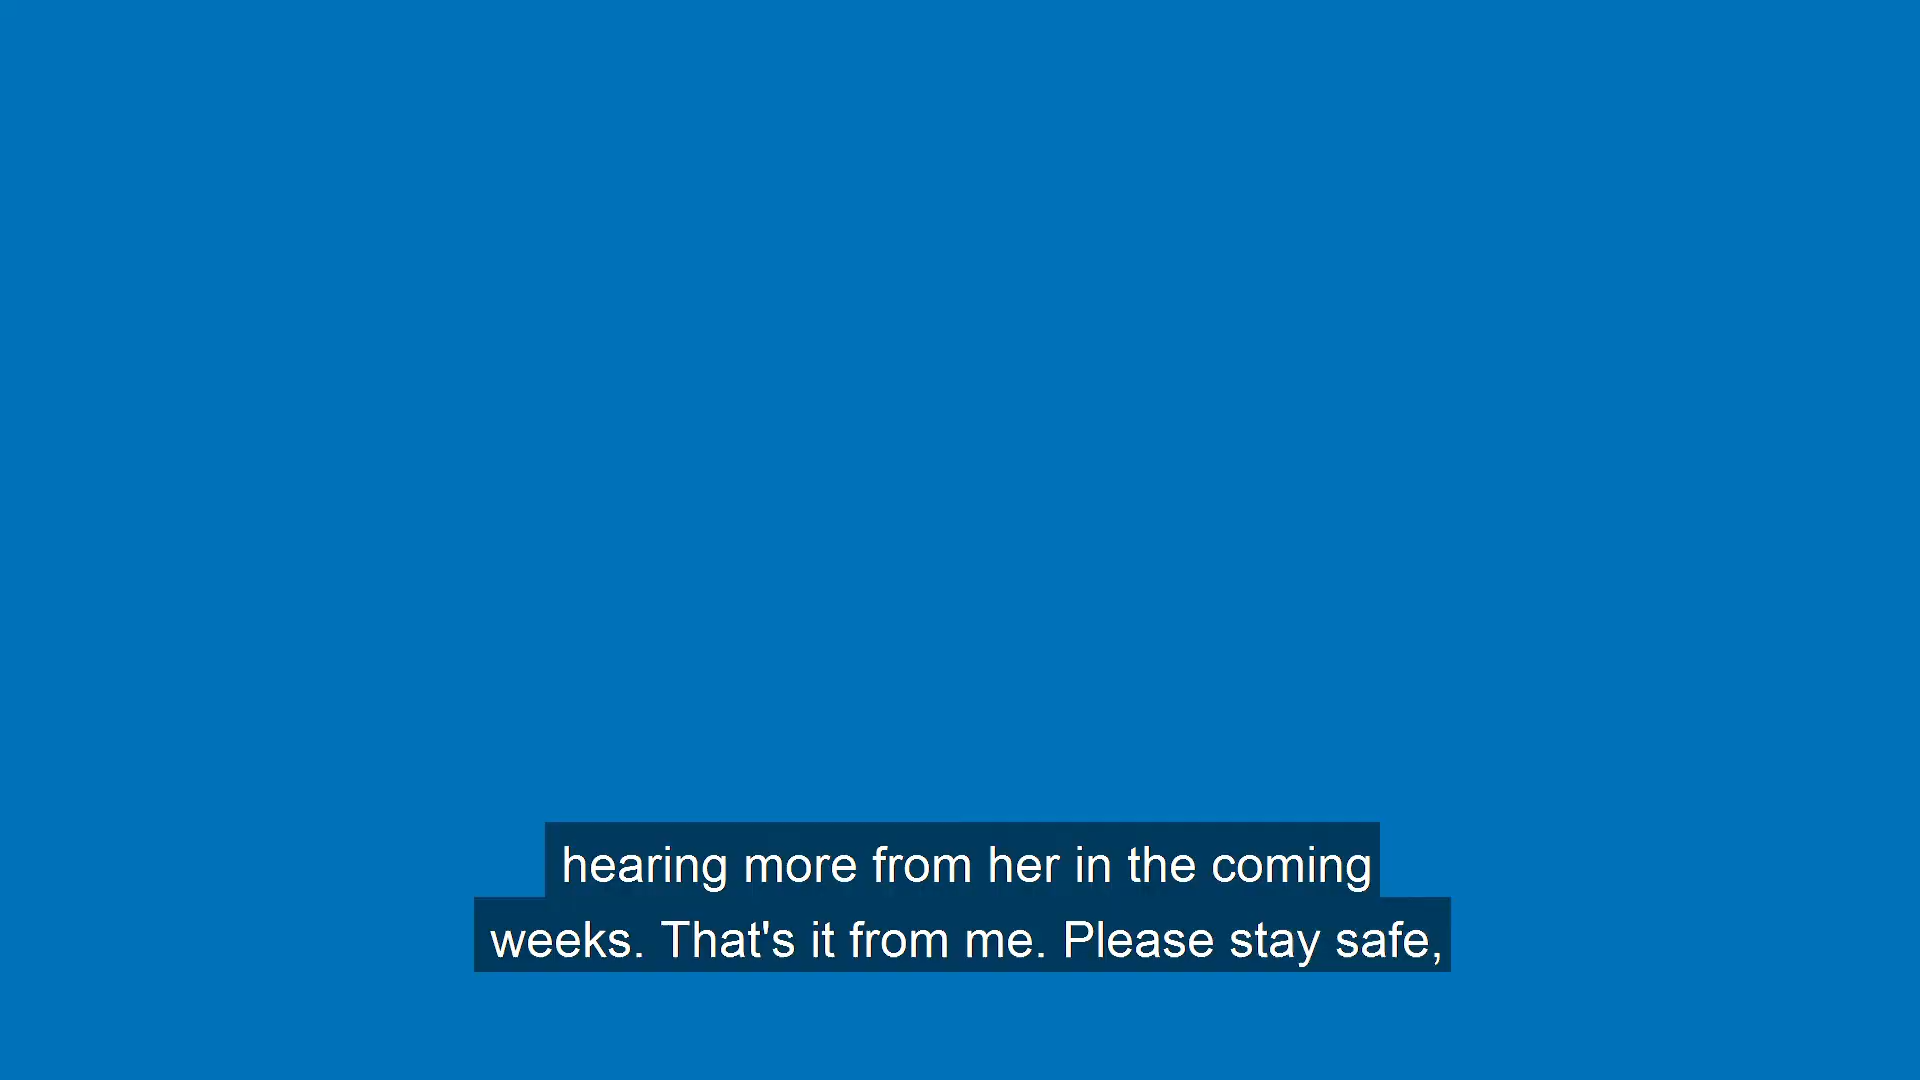 hearing more from her in the coming
weeks. That's it from me. Please stay safe,